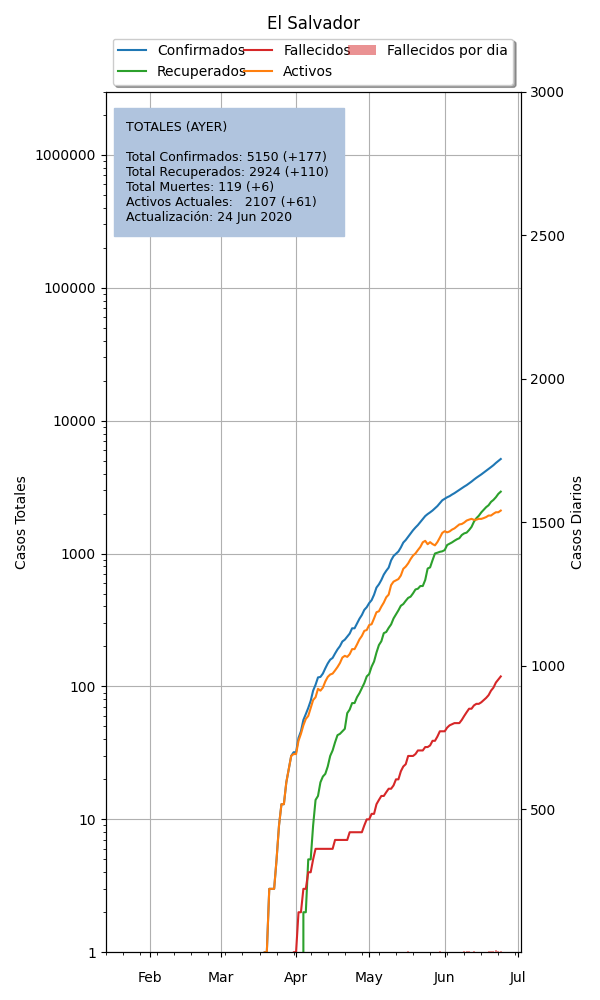 El Salvador
Confirmados Fallecidos Fallecidos por dia
Recuperados Activos
TOTALES (AYER)
Total Confirmados: 5150 (+177)
Total Recuperados: 2924 (+110)
Total Muertes: 119 (+6)
Activos Actuales: 2107 (+61)
Actualización: 24 Jun 2020
1000000
100000
10000
1000
100
10
1
Casos Totales
3000
2500
2000
1500
1000
500
Casos Diarios
Feb Mar Apr May Jun Jul